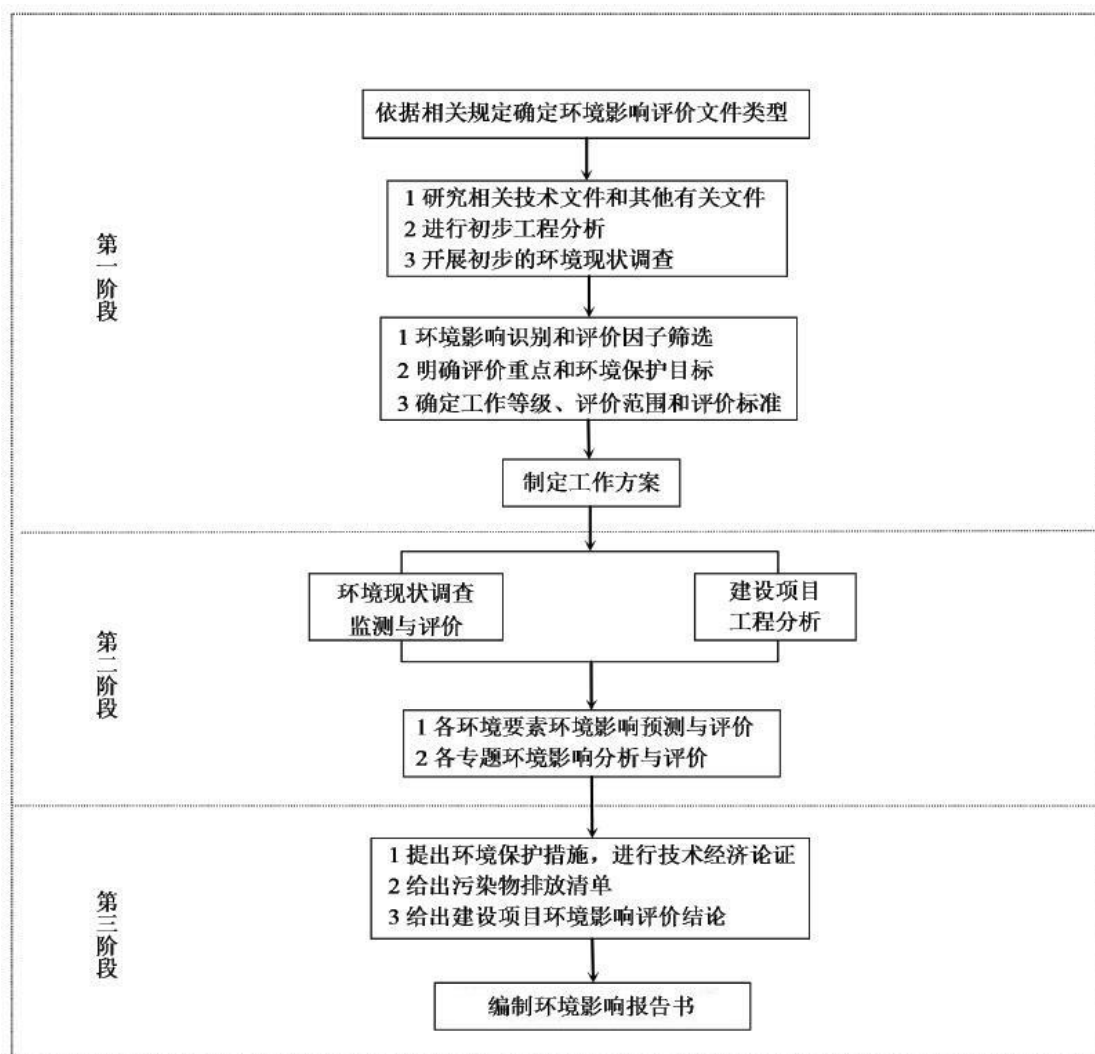 依据相关规定确定环境影响评价文件类型
1 研究相关技术文件和其他有关文件
2 进行初步工程分析
3 开展初步的环境现状调查
第一阶段
1 环境影响识别和评价因子筛选
2 明确评价重点和环境保护目标
3 确定工作等级、评价范围和评价标准
制定工作方案
环境现状调查
监测与评价
建设项目
工程分析
第二阶段
1 各环境要素环境影响预测与评价
2 各专题环境影响分析与评价
1 提出环境保护措施，进行技术经济论证
2 给出污染物排放清单
3 给出建设项目环境影响评价结论
第三阶段
编制环境影响报告书